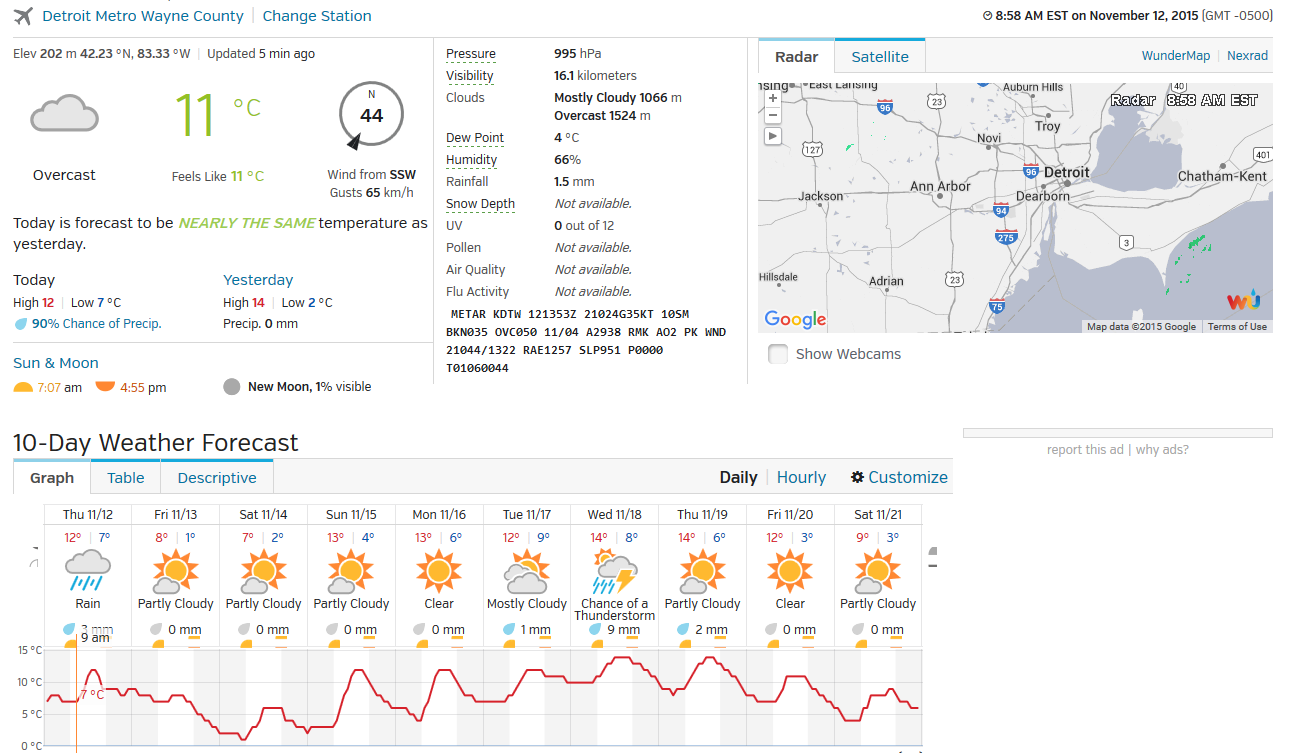 Detroit Metro Wayne County | Change Station
8:58 AM EST on November 12, 2015 (GMT -0500)
Elev 202 m 42.23 °N, 83.33 °W | Updated 5 min ago
11 °C
N
44
Overcast
Feels Like 11 °C
Wind from SSW
Gusts 65 km/h
Today is forecast to be NEARLY THE SAME temperature as
yesterday.
Today
High 12 | Low 7 °C
90% Chance of Precip.
Yesterday
High 14 | Low 2 °C
Precip. 0 mm
Sun & Moon
7:07 am 4:55 pm
New Moon, 1% visible
Pressure 995 hPa
Visibility 16.1 kilometers
Clouds Mostly Cloudy 1066 m
Overcast 1524 m
Dew Point 4 °C
Humidity 66%
Rainfall 1.5 mm
Snow Depth Not available.
UV 0 out of 12
Pollen Not available.
Air Quality Not available.
Flu Activity Not available.
METAR KDTW 121353Z 21024G35KT 10SM
BKN035 OVC050 11/04 A2938 RMK AO2 PK WND
21044/1322 RAE1257 SLP951 P0000
T01060044
Radar Satellite WunderMap | Nexrad
sing East Lansing
Auburn Hills
40
Radar 8:58 AM EST
+
−
96
23
Troy
Novi
127
401
96
Detroit
Chatham-Kent
Ann Arbor
Jackson
Dearborn
94
275
3
Hillsdale
Adrian
23
75
WU
Google
Map data ©2015 Google | Terms of Use
Show Webcams
10-Day Weather Forecast
report this ad | why ads?
Graph Table Descriptive Daily | Hourly Customize
Thu 11/12 Fri 11/13 Sat 11/14 Sun 11/15 Mon 11/16 Tue 11/17 Wed 11/18 Thu 11/19 Fri 11/20 Sat 11/21
12° | 7° 8° | 1° 7° | 2° 13° | 4° 13° | 6° 12° | 9° 14° | 8° 14° | 6° 12° | 3° 9° | 3°
Rain Partly Cloudy Partly Cloudy Partly Cloudy Clear Mostly Cloudy Chance of a Partly Cloudy Clear Partly Cloudy
Thunderstorm
3 mm 0 mm 0 mm 0 mm 0 mm 1 mm 9 mm 2 mm 0 mm 0 mm
9 am
15 °C
10 °C
7 °C
5 °C
0 °C